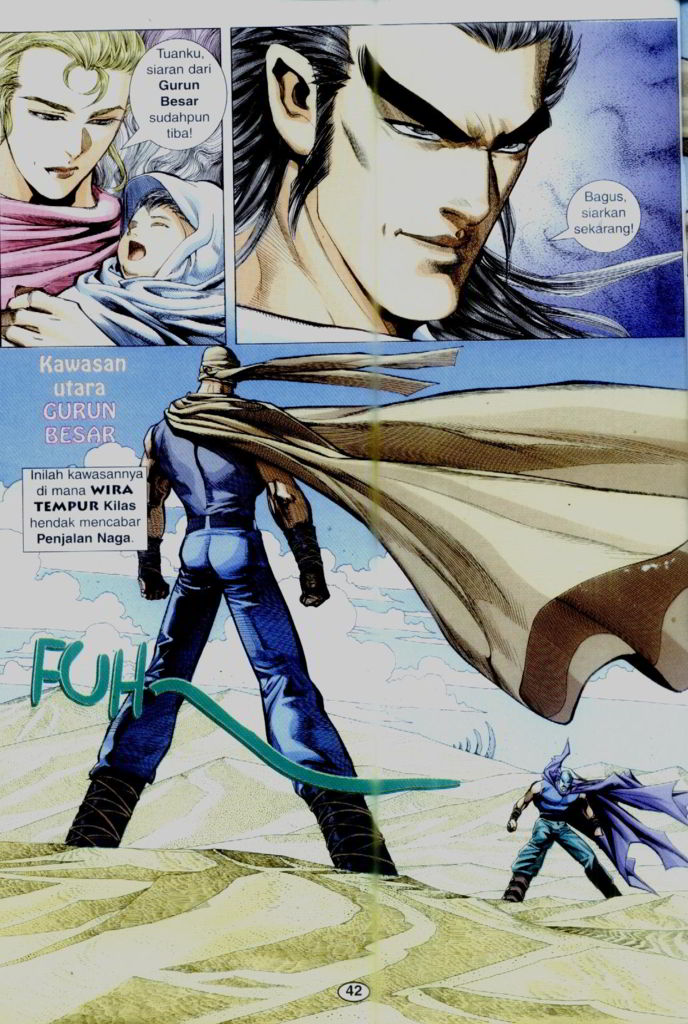 Tuanku,
siaran dari
Gurun
Besar
sudahpun
tiba!
Bagus,
siarkan
sekarang!
Kawasan
utara
GURUN
BESAR
Inilah kawasannya
di mana WIRA
TEMPUR Kilas
hendak mencabar
Penjalan Naga.
FUH
42